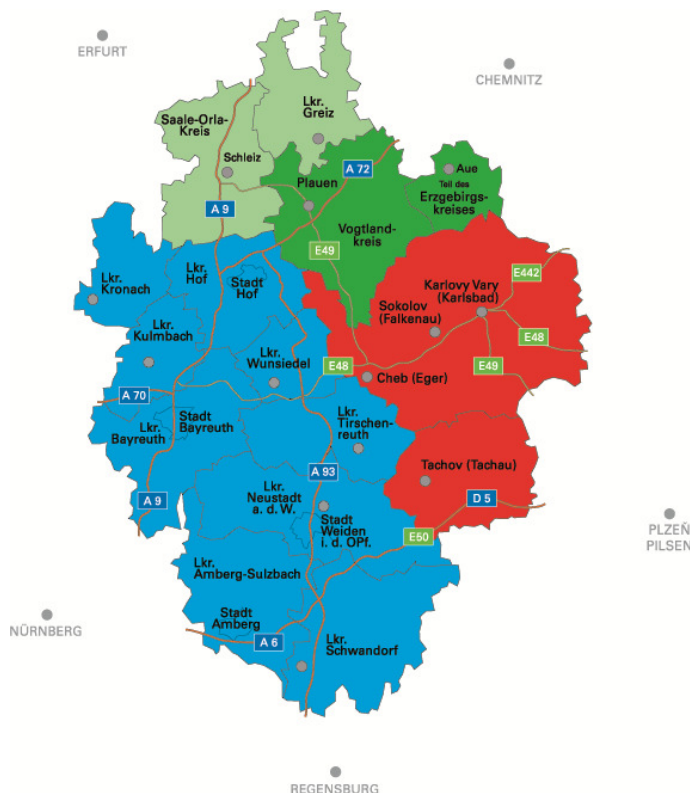 ERFURT
CHEMNITZ
Lkr.
Greiz
Saale-Orla-
Kreis
Schleiz
A 72
Aue
Plauen
Teil des
Erzgebirgs-
kreises
A 9
Vogtland-
kreis
E49
Lkr.
Kronach
Lkr.
Hof
Stadt
Hof
Karlovy Vary
(Karlsbad)
E442
Sokolov
(Falkenau)
Lkr.
Kulmbach
Lkr.
Wunsiedel
E48
E48
E49
Cheb (Eger)
A 70
Lkr.
Bayreuth
Stadt
Bayreuth
Lkr.
Tirschen-
reuth
A 93
Tachov (Tachau)
Lkr.
Neustadt
a. d. W.
A 9
D 5
Stadt
Weiden
i. d. OPf.
E50
PLZEŇ
PILSEN
Lkr.
Amberg-Sulzbach
Stadt
Amberg
NÜRNBERG
A 6
Lkr.
Schwandorf
REGENSBURG